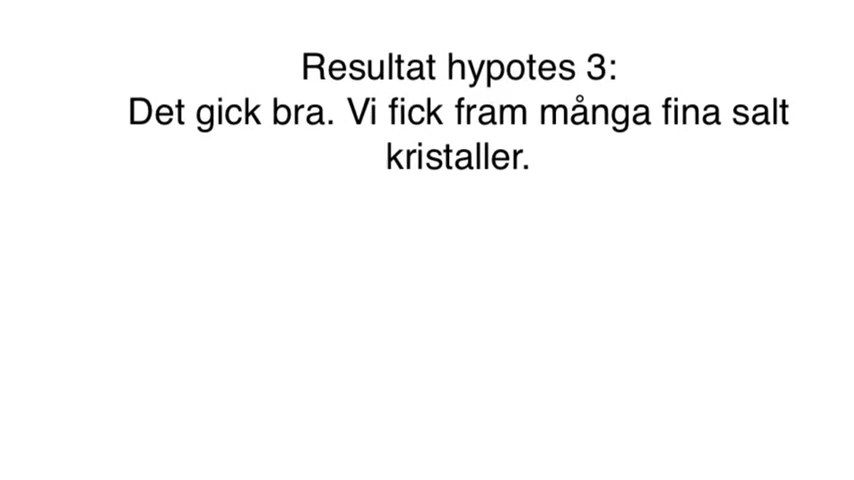 Resultat hypotes 3:
Det gick bra. Vi fick fram många fina salt
kristaller.